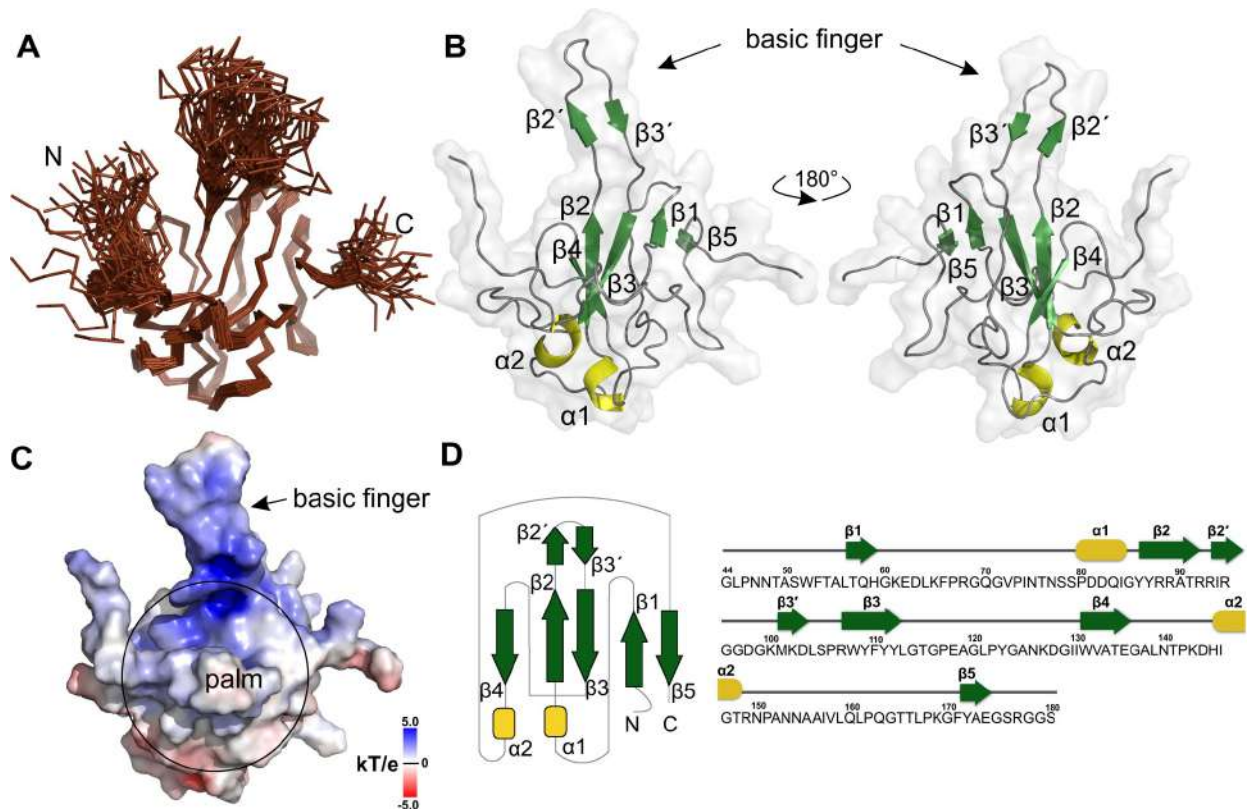 A
N
C
B
basic finger
β2´
β3´
β2
β1
β4
β5
β3
α2
α1
180°
β3´
β2´
β1
β2
β5
β4
β3
α2
α1
C
basic finger
palm
5.0
kT/e
0
-5.0
D
β2´
β3´
β2
β1
β4
β3
β5
N C
α2 α1
β1 α1 β2 β2'
44 50 60 70 80 90
GLPNNTASWFTALTQHGKEDLKFPRGQGVPINTNSSPDDQIGYYRRATRRIR
β3' β3 β4 α2
100 110 120 130 140
GGDGKMKDLSPRWYFYYLGTGPEAGLPYGANKDGIIWVATEGALNTPKDHI
α2 β5
150 160 170 180
GTRNPANNAAIVLQLPQGTTLPKGFYAEGSRGGS